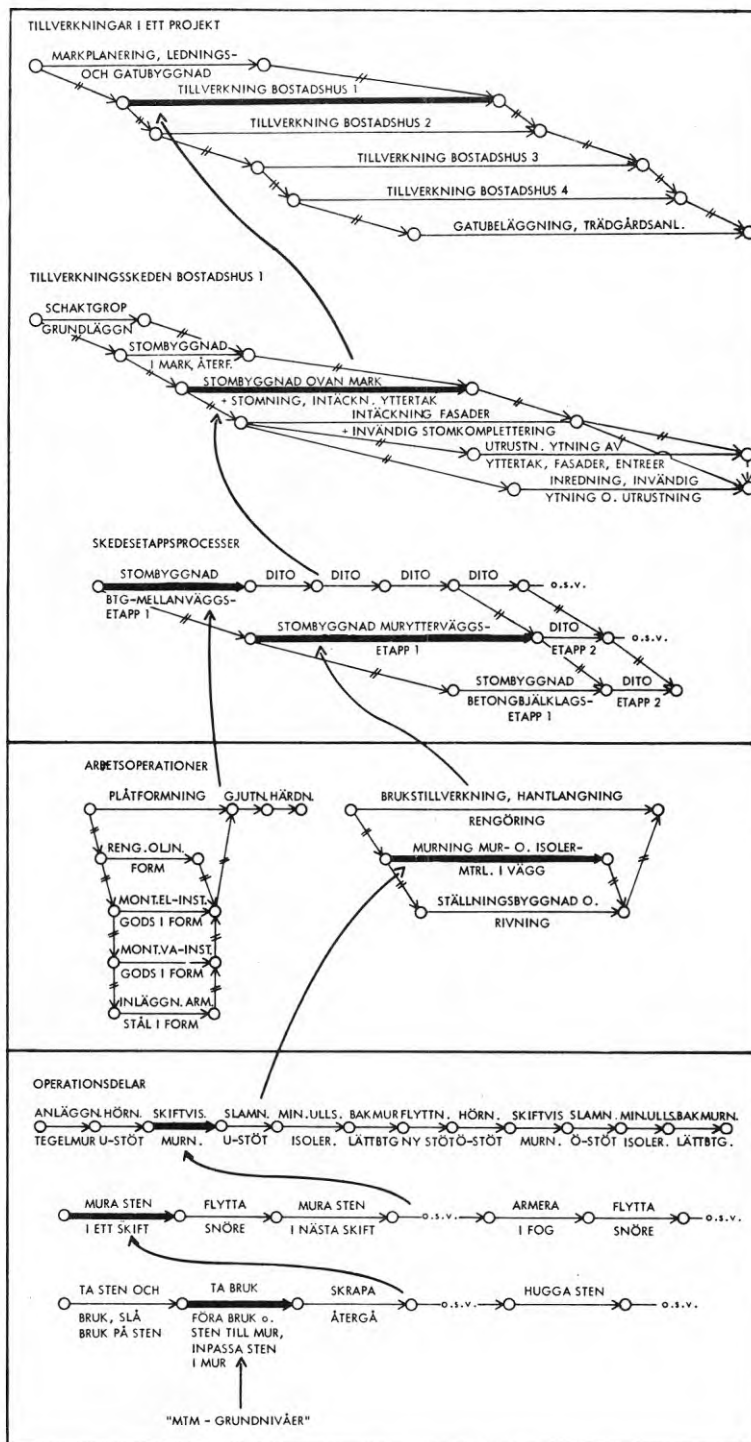 TILLVERKNINGAR I ETT PROJEKT
MARKPLANERING, LEDNINGS-
OCH GATUBYGGNAD
TILLVERKNING BOSTADSHUS 1
TILLVERKNING BOSTADSHUS 2
TILLVERKNING BOSTADSHUS 3
TILLVERKNING BOSTADSHUS 4
GATUBELÄGGNING, TRÄDGÅRDSANL.
TILLVERKNINGSSKEDEN BOSTADSHUS 1
SCHAKTGROP
GRUNDLÄGGN
STOMBYGGNAD
I MARK, ÅTERF.
STOMBYGGNAD OVAN MARK
+ STOMNING, INTÄCKN. YTTERTAK
INTÄCKNING FASADER
+ INVÄNDIG STOMKOMPLETTERING
UTRUSTN. YTNING AV
YTTERTAK, FASADER, ENTREER
INREDNING, INVÄNDIG
YTNING O. UTRUSTNING
SKEDESETAPPSPROCESSER
STOMBYGGNAD DITO DITO DITO DITO O.S.V.
BTG-MELLANVÄGGS-
ETAPP 1
STOMBYGGNAD MURYTTERVÄGGS- DITO O.S.V.
ETAPP 1 ETAPP 2
STOMBYGGNAD DITO
BETONGBJÄLKLAGS- ETAPP 2
ETAPP 1
ARBETSOPERATIONER
PLÅTFORMNING GJUTN. HÄRDN.
RENG. OLJN.
FORM
MONT.EL-INST.
GODS I FORM
MONT.VA-INST.
GODS I FORM
INLÄGGN. ARM.
STÅL I FORM
BRUKSTILLVERKNING, HANTLANGNING
RENGÖRING
MURNING MUR- O. ISOLER-
MTRL. I VÄGG
STÄLLNINGSBYGGNAD O.
RIVNING
OPERATIONSDELAR
ANLÄGGN. HÖRN. SKIFTVIS. SLAMN. MIN.ULLS. BAKMUR FLYTTN. HÖRN. SKIFTVIS SLAMN. MIN.ULLS. BAKMURN.
TEGELMUR U-STÖT MURN. U-STÖT ISOLER. LÄTTBTG NY STÖT Ö-STÖT MURN. Ö-STÖT ISOLER. LÄTTBTG.
MURA STEN FLYTTA MURA STEN O.S.V. ARMERA FLYTTA O.S.V.
I ETT SKIFT SNÖRE I NÄSTA SKIFT I FOG SNÖRE
TA STEN OCH TA BRUK SKRAPA O.S.V. HUGGA STEN O.S.V.
BRUK, SLÅ FÖRA BRUK O. ÅTERGÅ
BRUK PÅ STEN STEN TILL MUR,
INPASSA STEN
I MUR
"MTM - GRUNDNIVÅER"